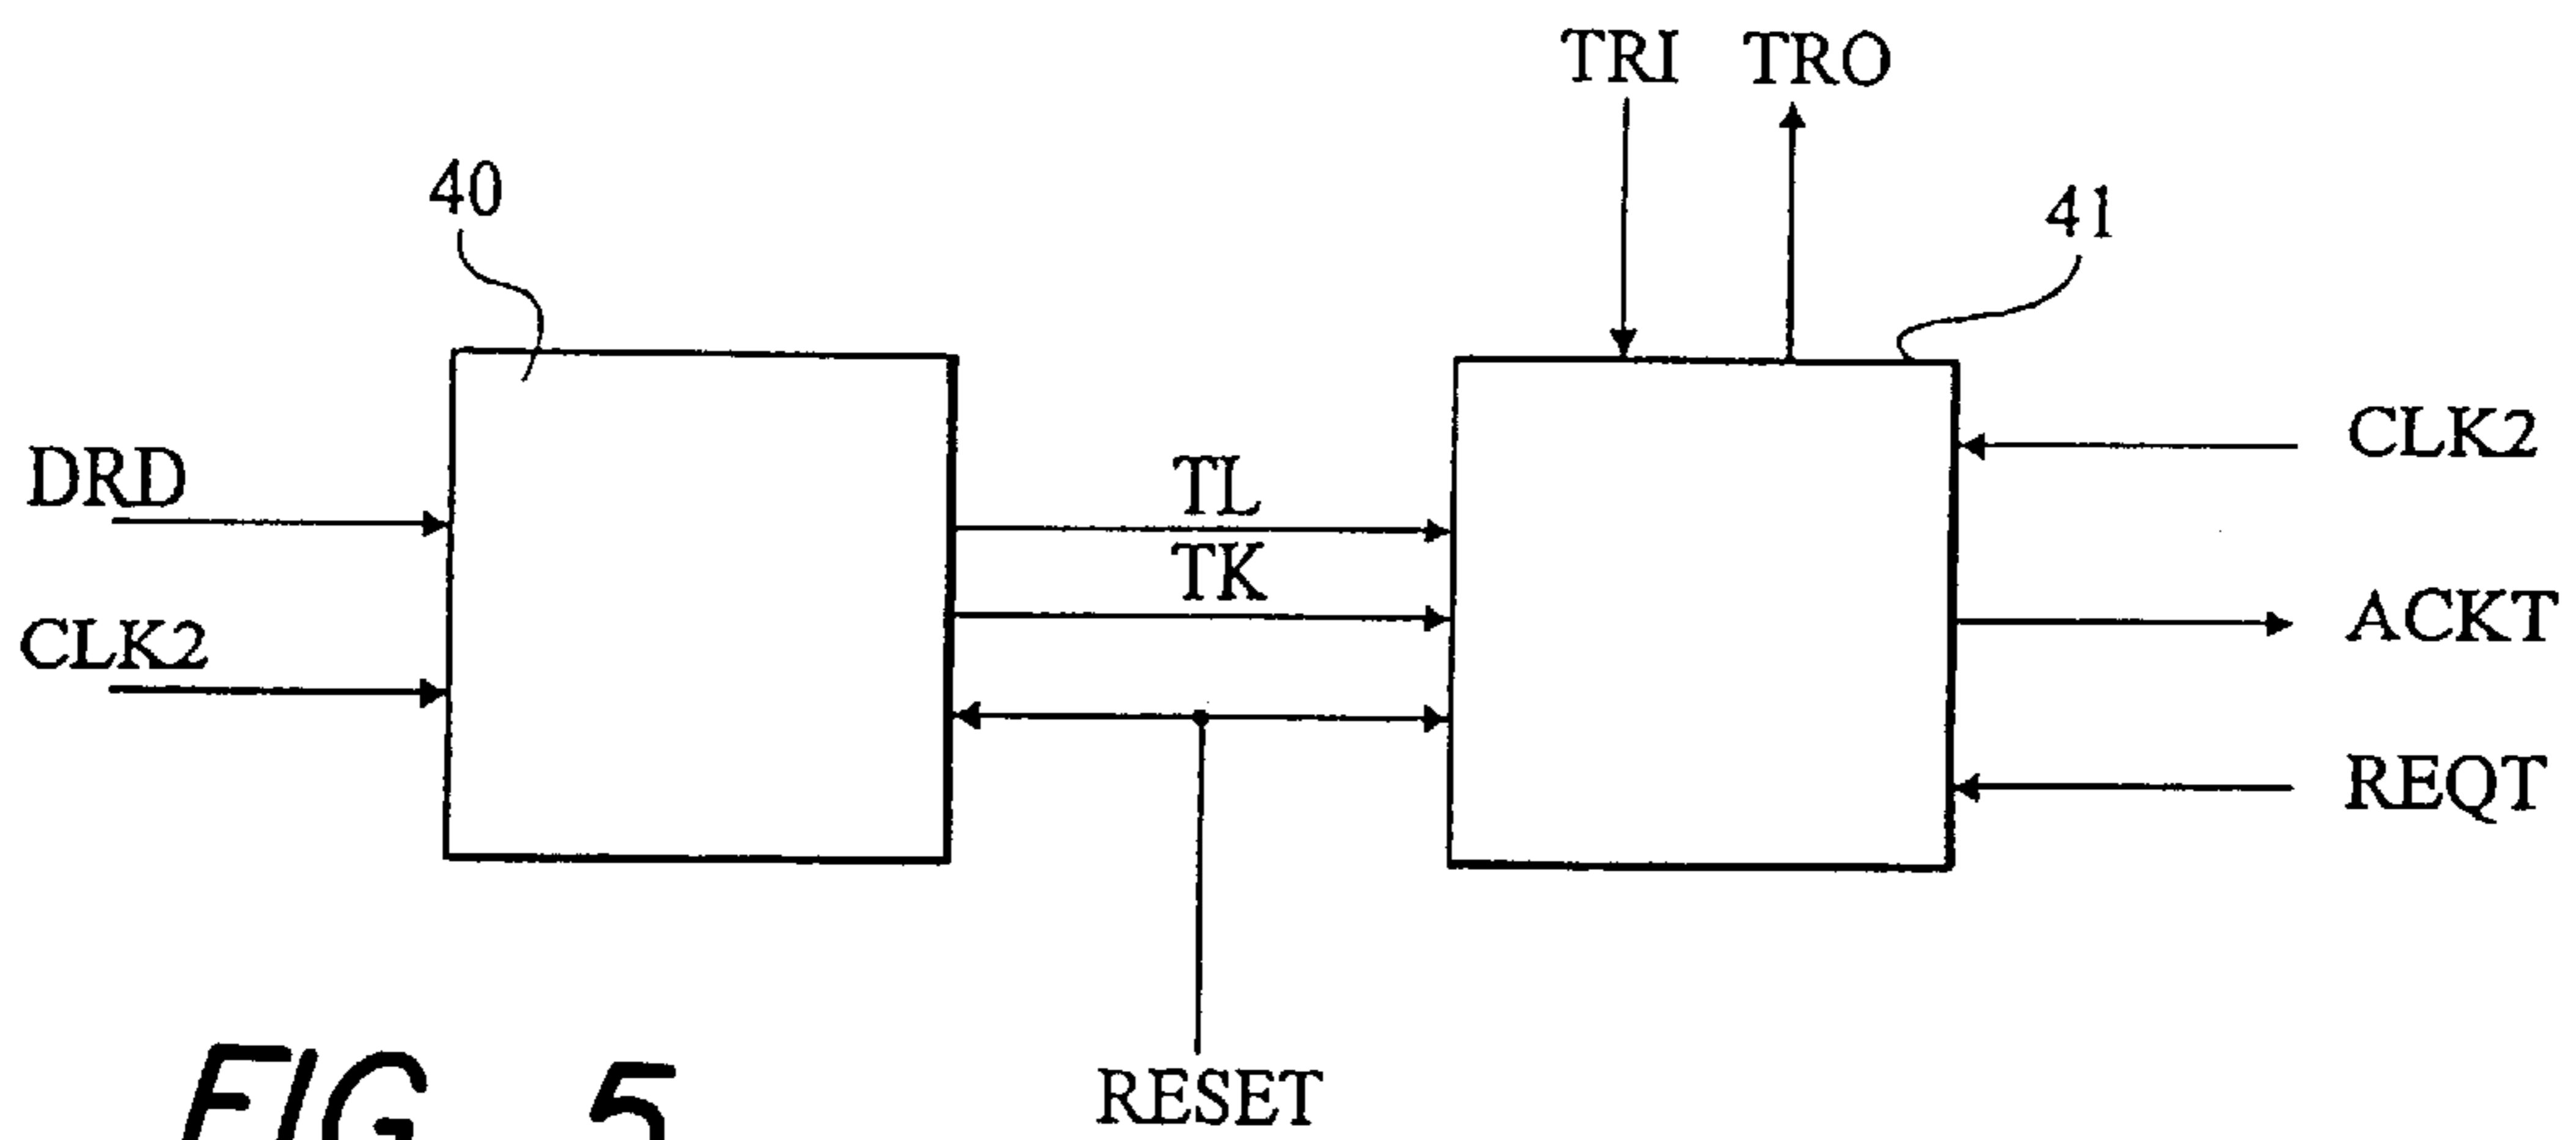 TRI TRO
40
41
CLK2
DRD
TL
TK
CLK2
ACKT
REQT
RESET
FIG. 5